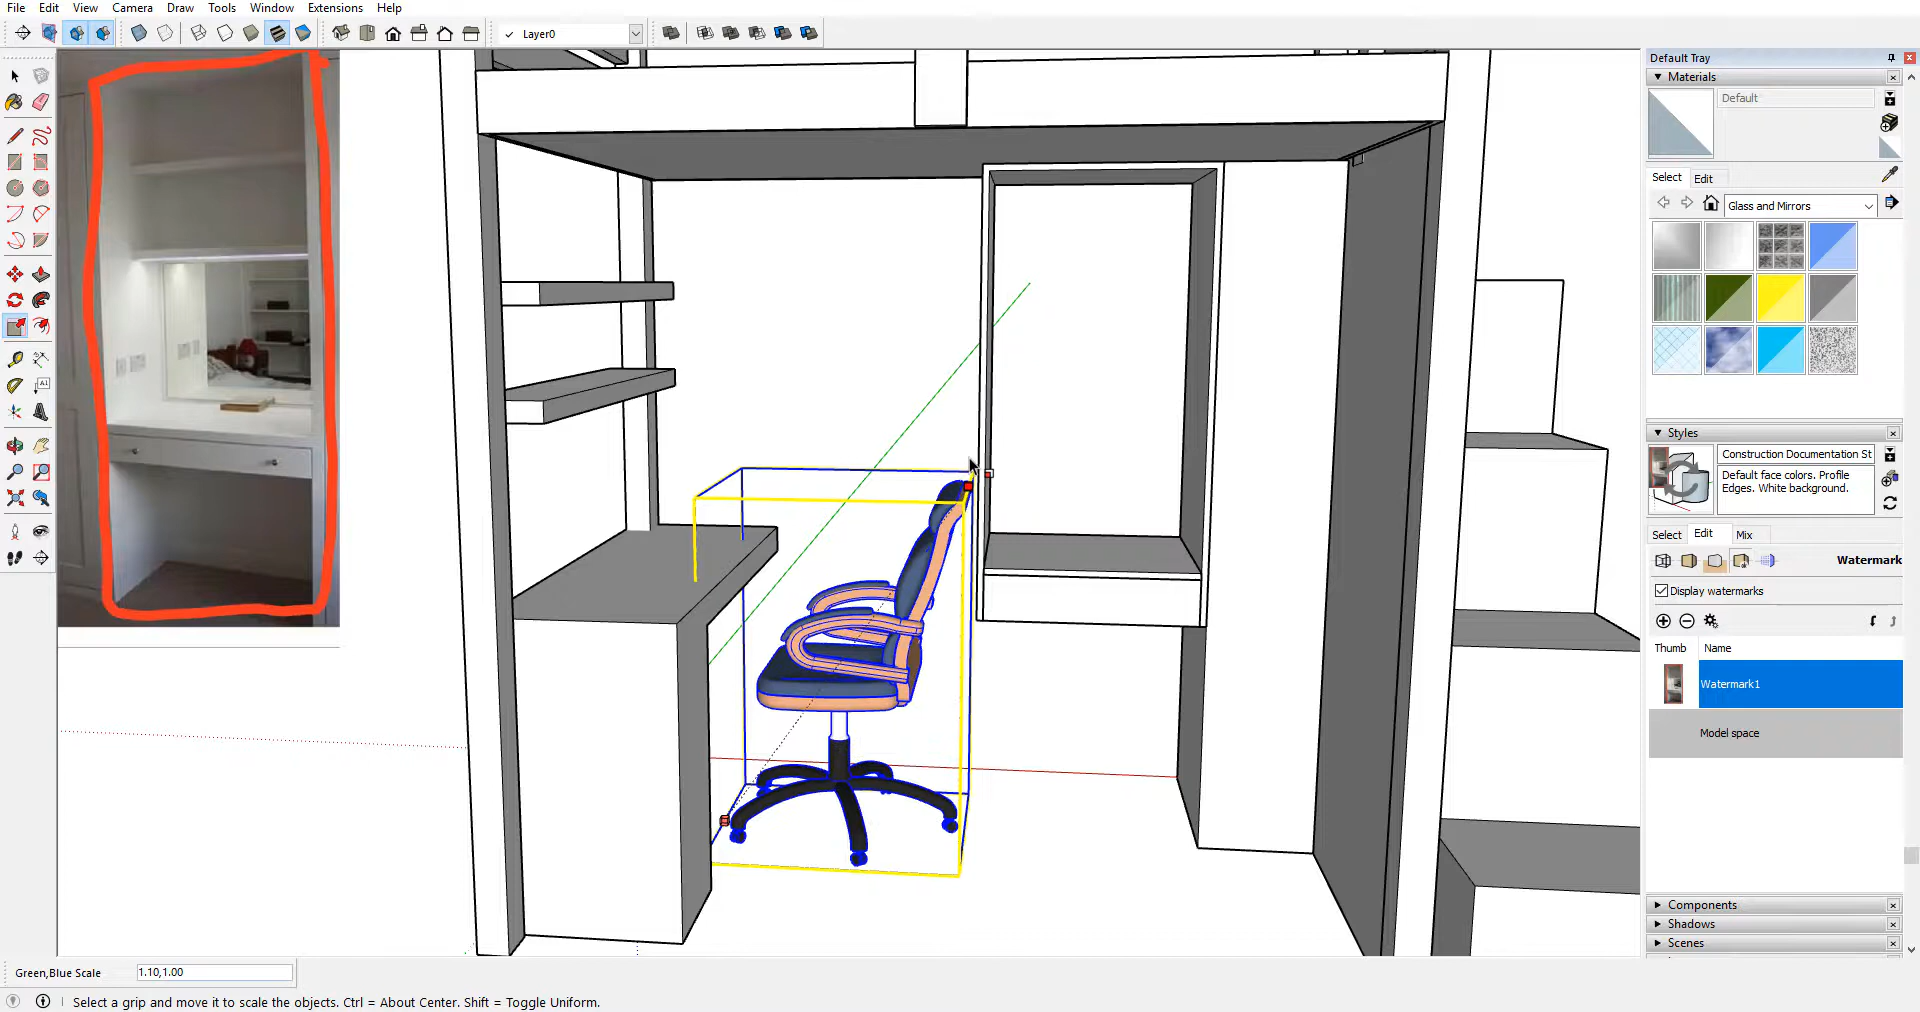 File Edit View Camera Draw Tools Window Extensions Help
Layer0
Default Tray
Materials
Default
Select Edit
Glass and Mirrors
Styles
Construction Documentation St
Default face colors. Profile
Edges. White background.
Select Edit Mix
Watermark
Display watermarks
Thumb Name
Watermark1
Model space
Components
Shadows
Scenes
Green,Blue Scale 1.10,1.00
Select a grip and move it to scale the objects. Ctrl = About Center. Shift = Toggle Uniform.